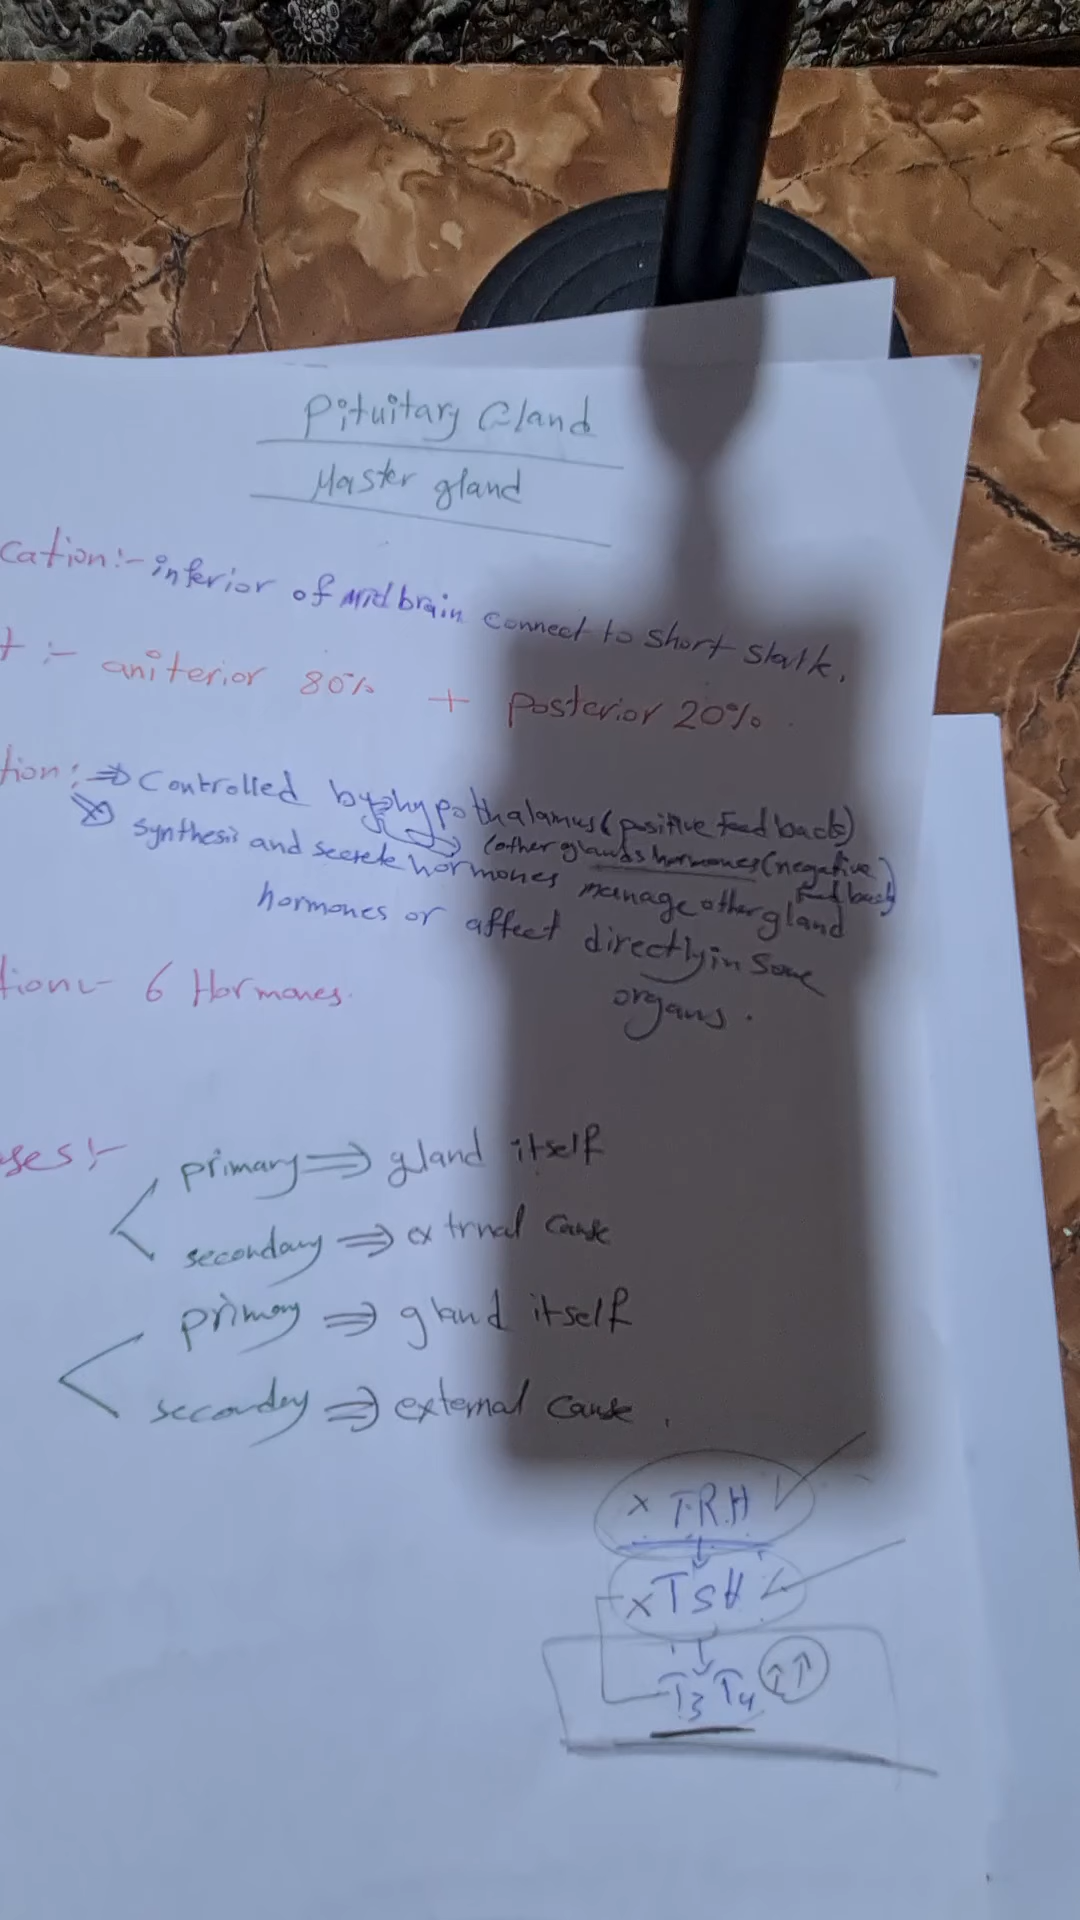 Pituitary Gland
Master gland
cation:- inferior of midbrain connect to short stalk.
t :- aniterior 80% + posterior 20%
tion: ⇒ Controlled by hypothalamus (positive feed back)
(other glands hormones (negative feed back)
synthesis and secrete hormones manage other gland
hormones or affect directly in some
organs.
tion - 6 Hormones.
ses:-
primary ⇒ gland itself
secondary ⇒ extrnal cause
primary ⇒ gland itself
secondey ⇒ external cause.
x TRH ✓
↓
x TSH ✓
↓
T3 T4 ↑↑